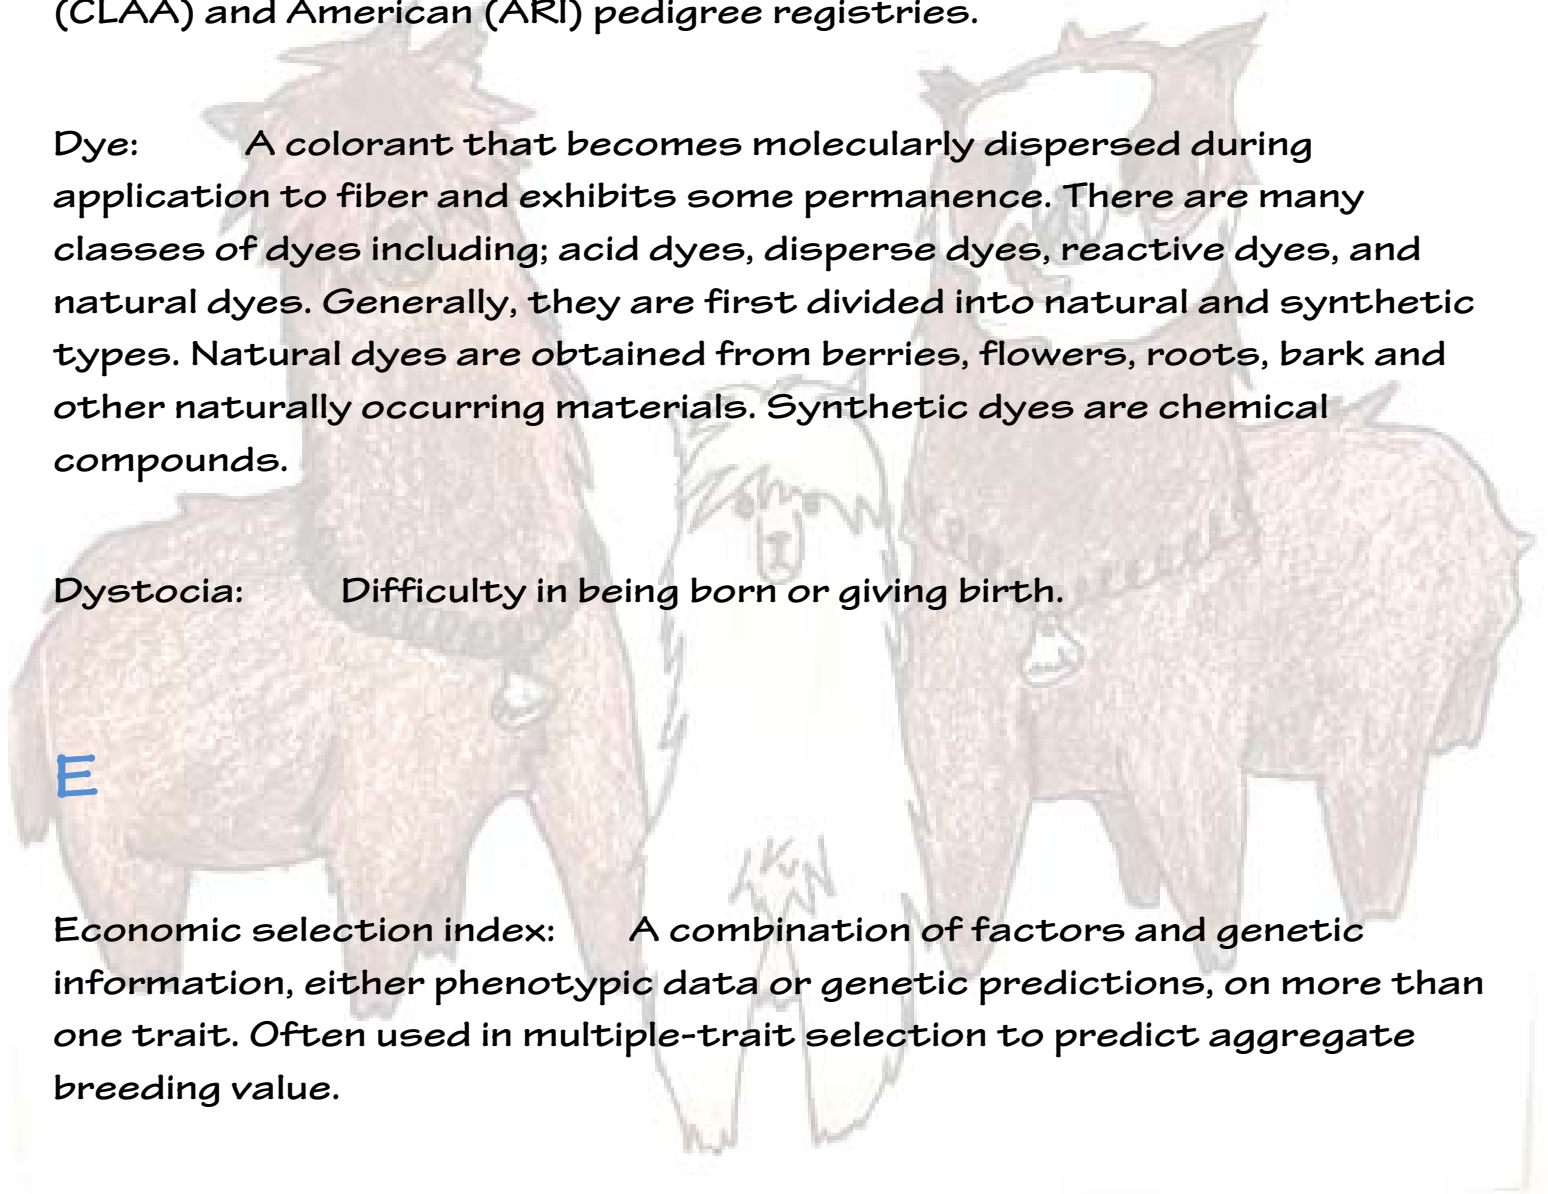 (CLAA) and American (ARI) pedigree registries.
Dye: A colorant that becomes molecularly dispersed during
application to fiber and exhibits some permanence. There are many
classes of dyes including; acid dyes, disperse dyes, reactive dyes, and
natural dyes. Generally, they are first divided into natural and synthetic
types. Natural dyes are obtained from berries, flowers, roots, bark and
other naturally occurring materials. Synthetic dyes are chemical
compounds.
Dystocia: Difficulty in being born or giving birth.
E
Economic selection index: A combination of factors and genetic
information, either phenotypic data or genetic predictions, on more than
one trait. Often used in multiple-trait selection to predict aggregate
breeding value.